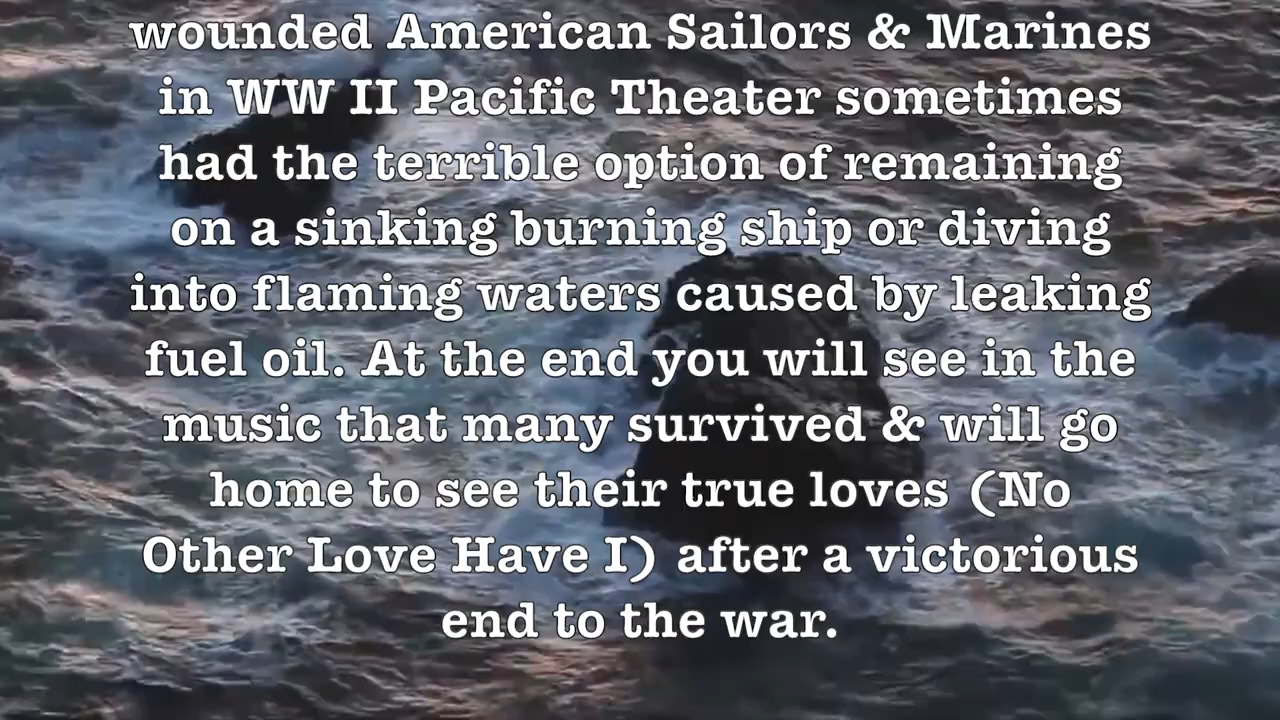 wounded American Sailors & Marines
in WW II Pacific Theater sometimes
had the terrible option of remaining
on a sinking burning ship or diving
into flaming waters caused by leaking
fuel oil. At the end you will see in the
music that many survived & will go
home to see their true loves (No
Other Love Have I) after a victorious
end to the war.